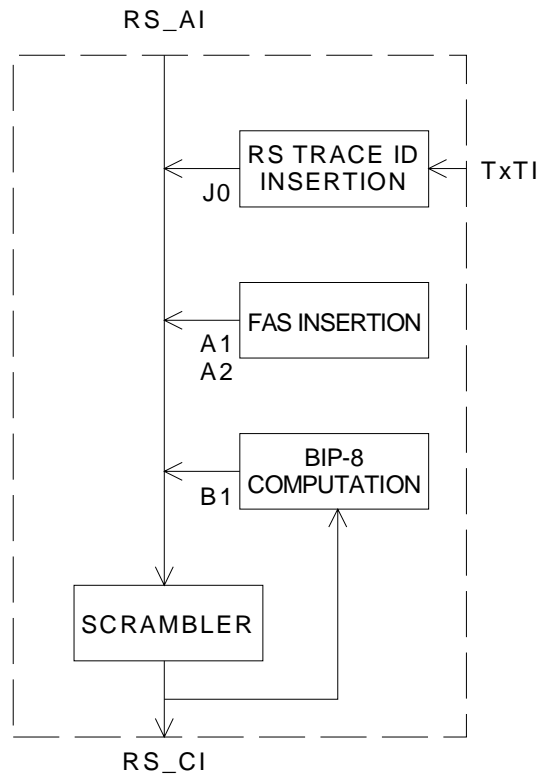 RS_AI
RS TRACE ID
INSERTION
TxTI
J0
FAS INSERTION
A1
A2
BIP-8
COMPUTATION
B1
SCRAMBLER
RS_CI